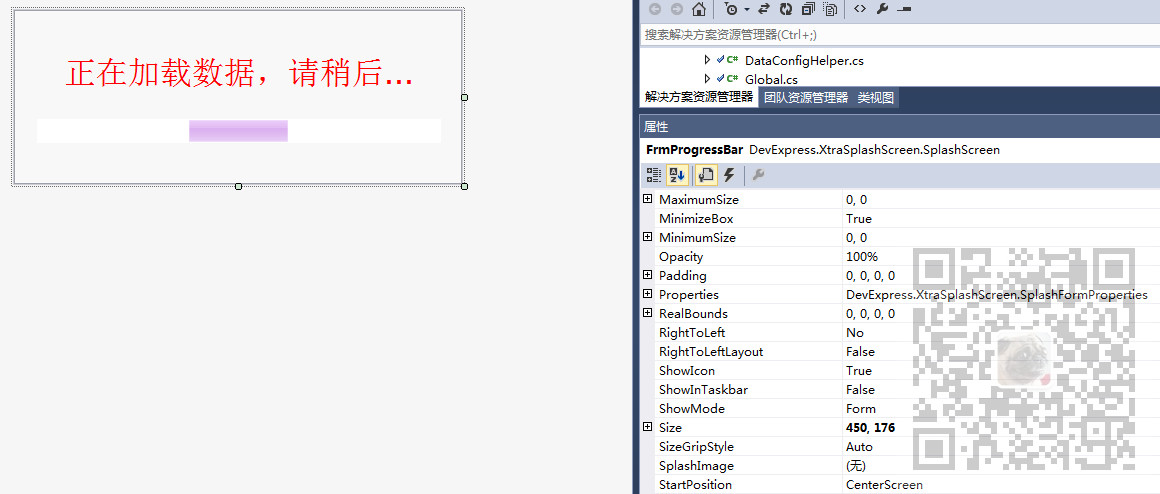 正在加载数据，请稍后...
搜索解决方案资源管理器(Ctrl+;)
DataConfigHelper.cs
Global.cs
解决方案资源管理器 团队资源管理器 类视图
属性
FrmProgressBar DevExpress.XtraSplashScreen.SplashScreen
MaximumSize 0, 0
MinimizeBox True
MinimumSize 0, 0
Opacity 100%
Padding 0, 0, 0, 0
Properties DevExpress.XtraSplashScreen.SplashFormProperties
RealBounds 0, 0, 0, 0
RightToLeft No
RightToLeftLayout False
ShowIcon True
ShowInTaskbar False
ShowMode Form
Size 450, 176
SizeGripStyle Auto
SplashImage (无)
StartPosition CenterScreen